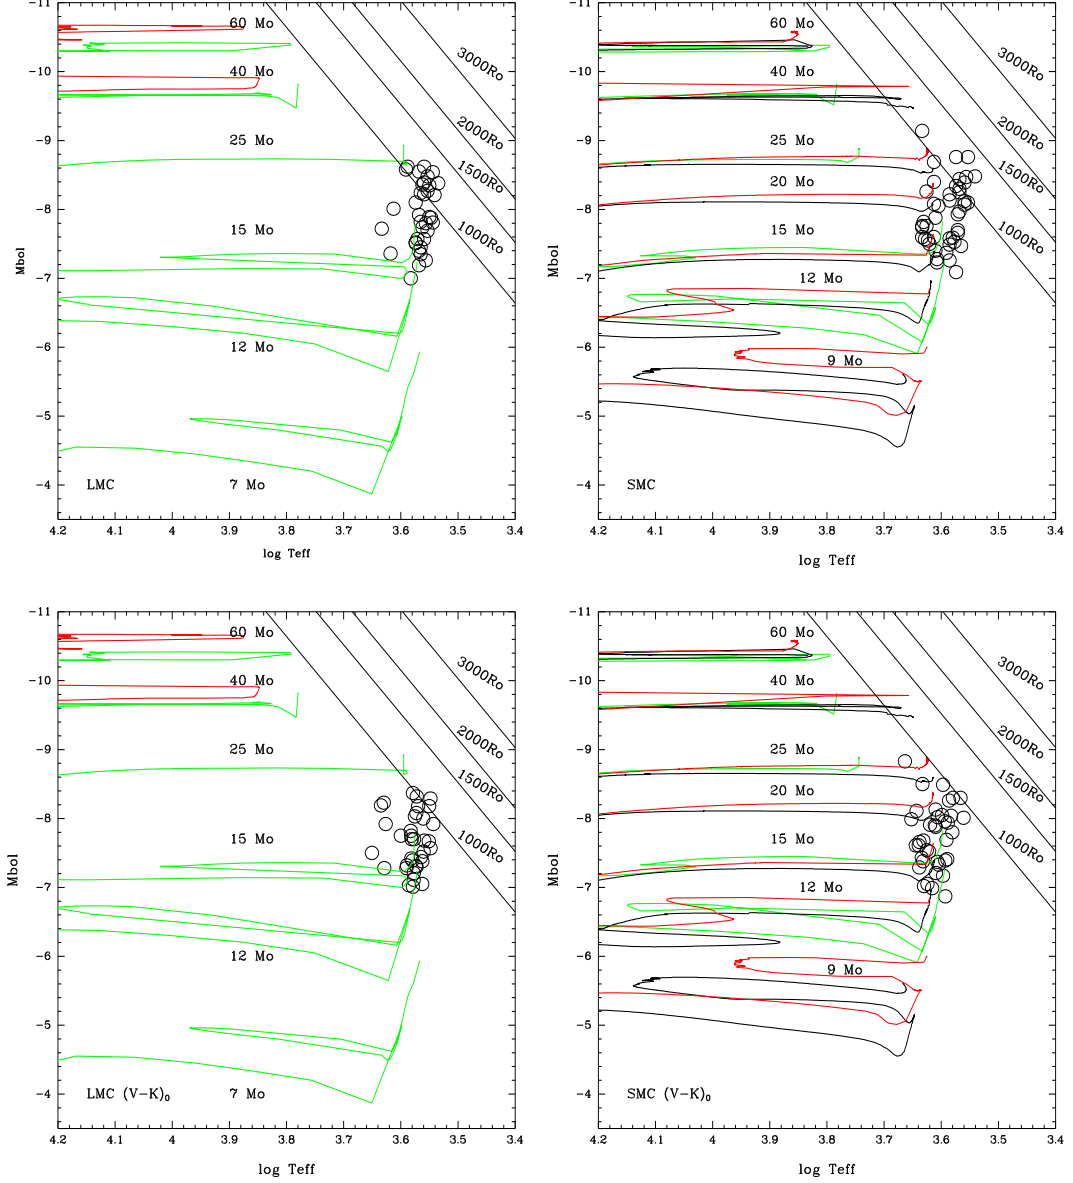 -11
60 Mo
3000Ro
-10
40 Mo
2000Ro
-9
25 Mo
1500Ro
-8
15 Mo
1000Ro
Mbol
-7
-6
12 Mo
-5
-4
LMC
7 Mo
4.2 4.1 4 3.9 3.8 3.7 3.6 3.5 3.4
log Teff
-11
60 Mo
3000Ro
-10
40 Mo
2000Ro
-9
25 Mo
1500Ro
20 Mo
-8
15 Mo
1000Ro
Mbol
-7
12 Mo
-6
9 Mo
-5
-4
SMC
4.2 4.1 4 3.9 3.8 3.7 3.6 3.5 3.4
log Teff
-11
60 Mo
3000Ro
-10
40 Mo
2000Ro
-9
25 Mo
1500Ro
-8
15 Mo
1000Ro
Mbol
-7
-6
12 Mo
-5
-4
LMC (V-K)₀
7 Mo
4.2 4.1 4 3.9 3.8 3.7 3.6 3.5 3.4
log Teff
-11
60 Mo
3000Ro
-10
40 Mo
2000Ro
-9
25 Mo
1500Ro
20 Mo
-8
15 Mo
1000Ro
Mbol
-7
12 Mo
-6
9 Mo
-5
-4
SMC (V-K)₀
4.2 4.1 4 3.9 3.8 3.7 3.6 3.5 3.4
log Teff